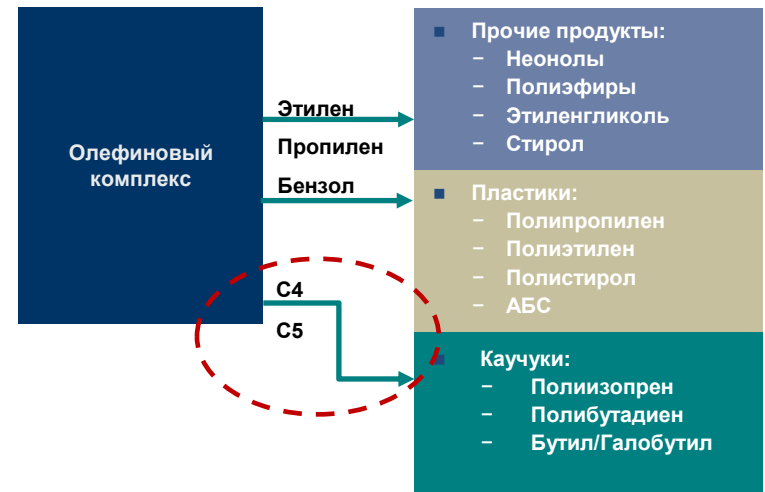 Олефиновый
комплекс
Этилен
Пропилен
Бензол
С4
С5
Прочие продукты:
− Неонолы
− Полиэфиры
− Этиленгликоль
− Стирол
Пластики:
− Полипропилен
− Полиэтилен
− Полистирол
− АБС
Каучуки:
− Полиизопрен
− Полибутадиен
− Бутил/Галобутил